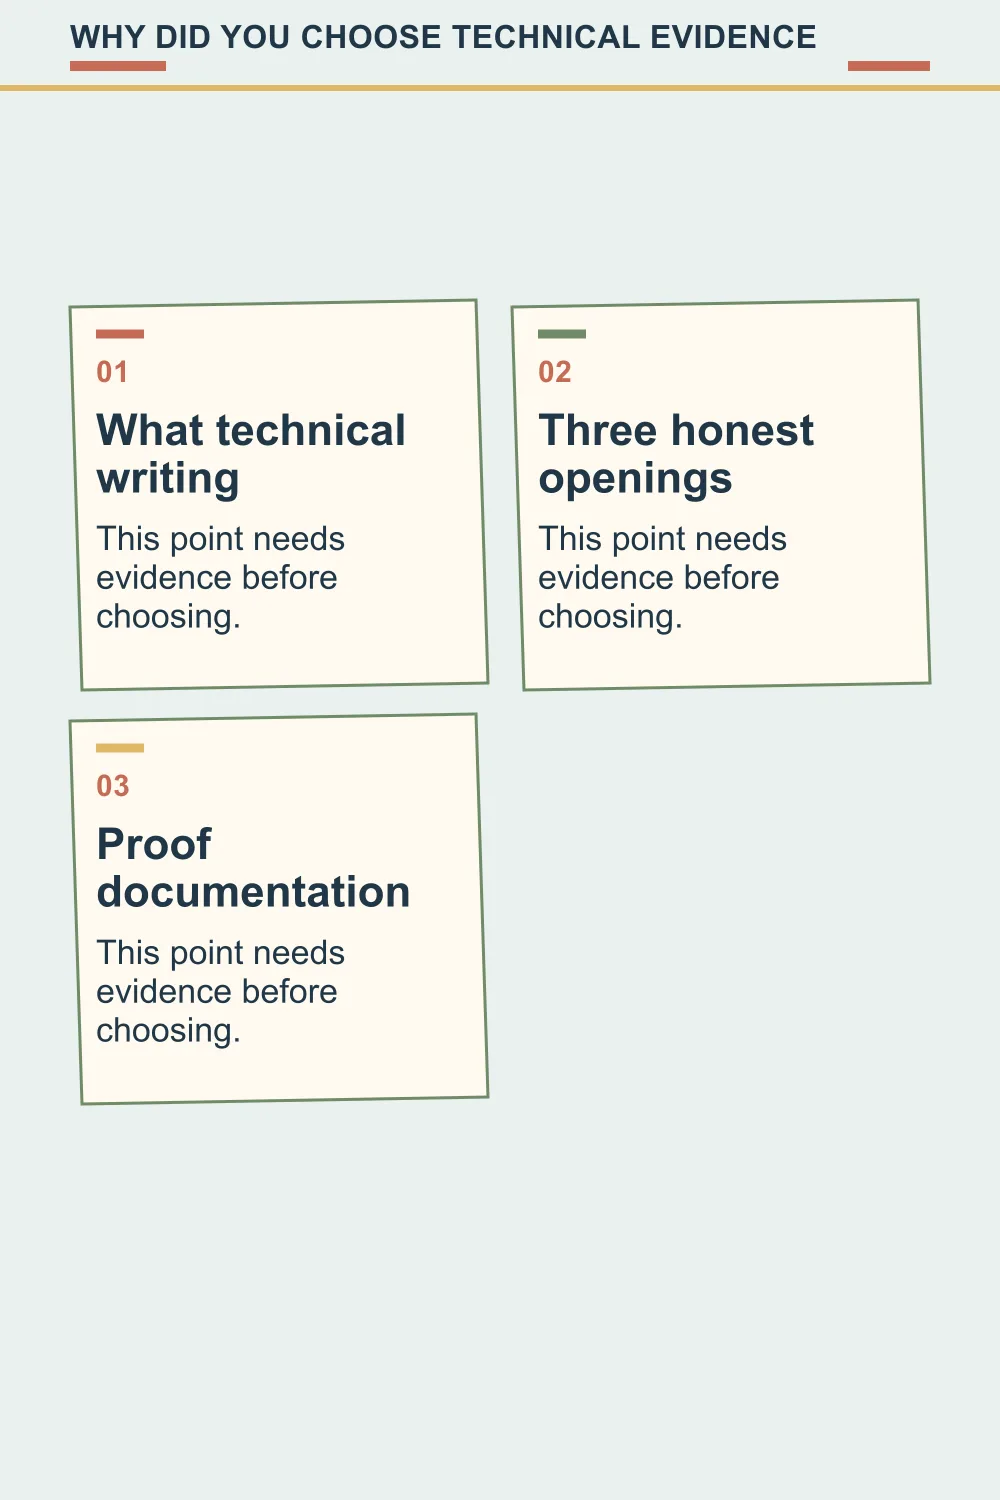 WHY DID YOU CHOOSE TECHNICAL EVIDENCE
01
What technical
writing
This point needs
evidence before
choosing.
02
Three honest
openings
This point needs
evidence before
choosing.
03
Proof
documentation
This point needs
evidence before
choosing.